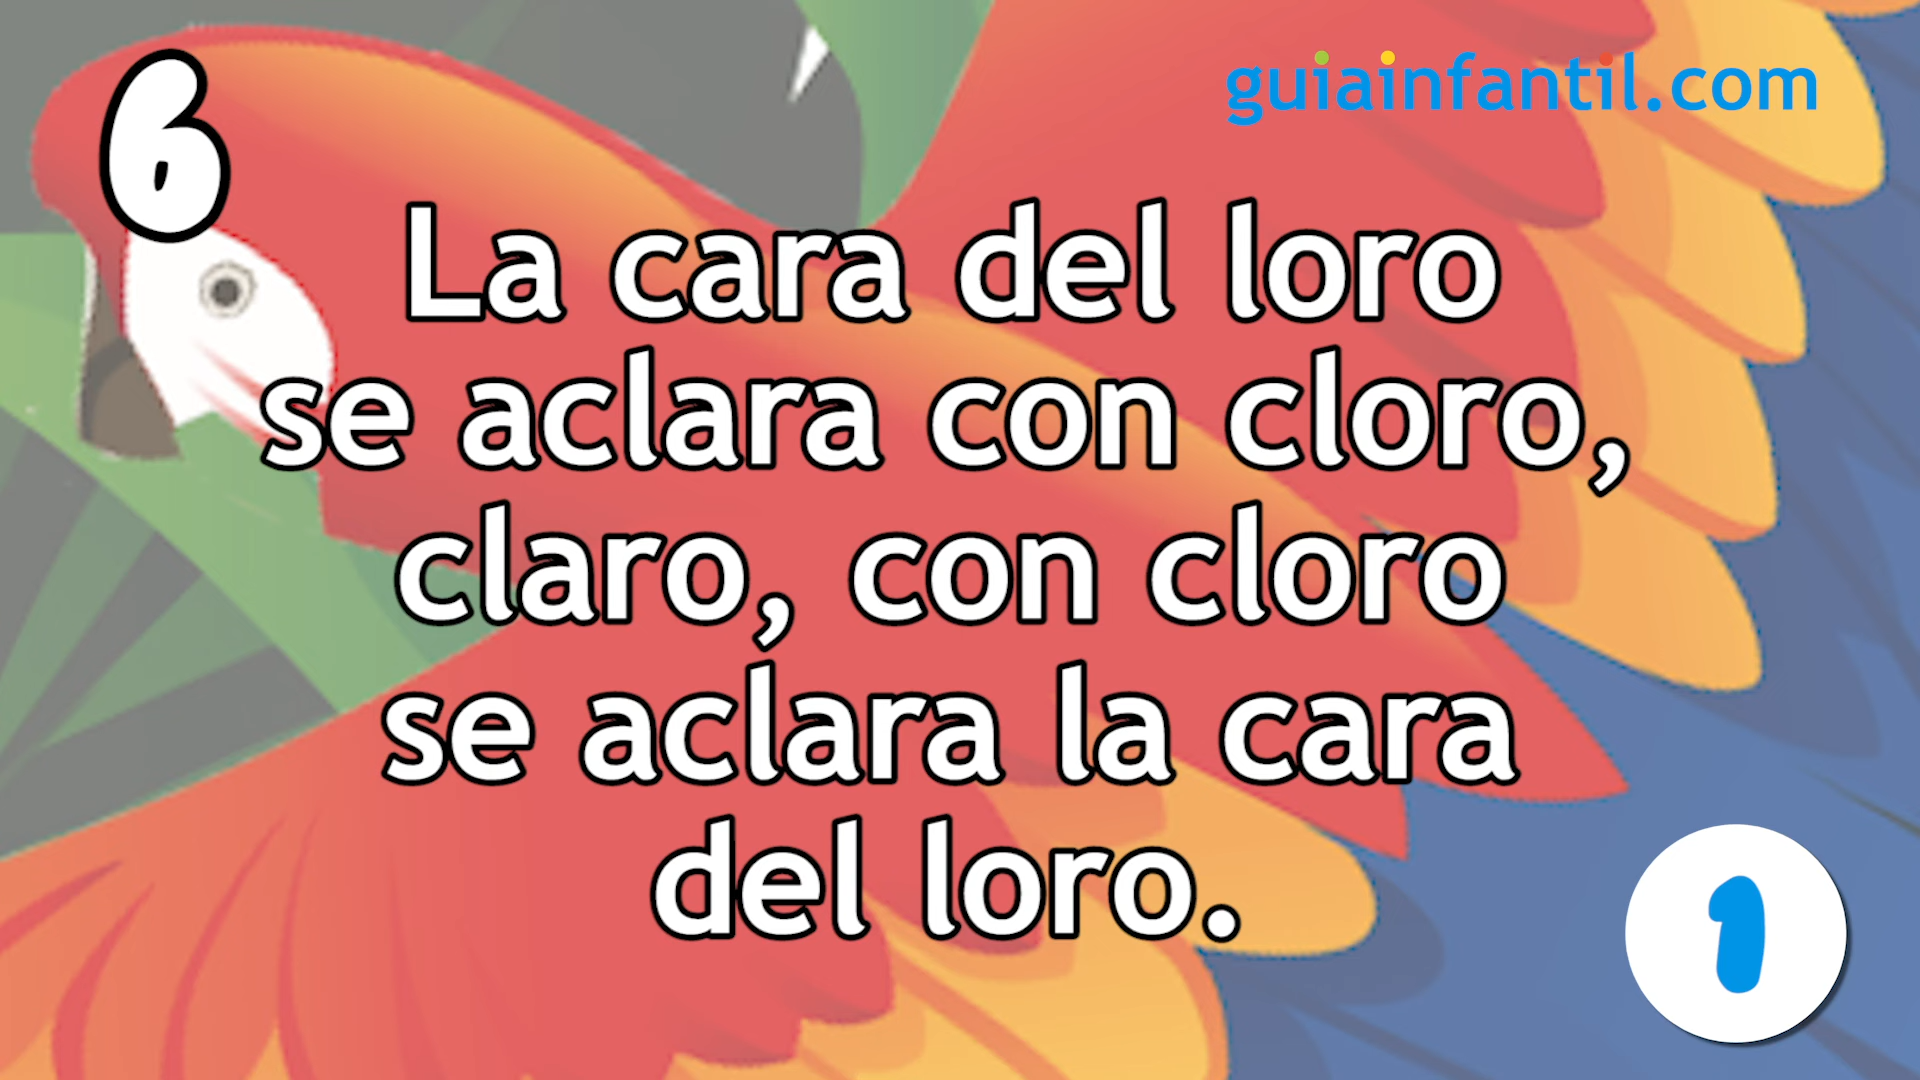 6
guiainfantil.com
La cara del loro
se aclara con cloro,
claro, con cloro
se aclara la cara
del loro.
1